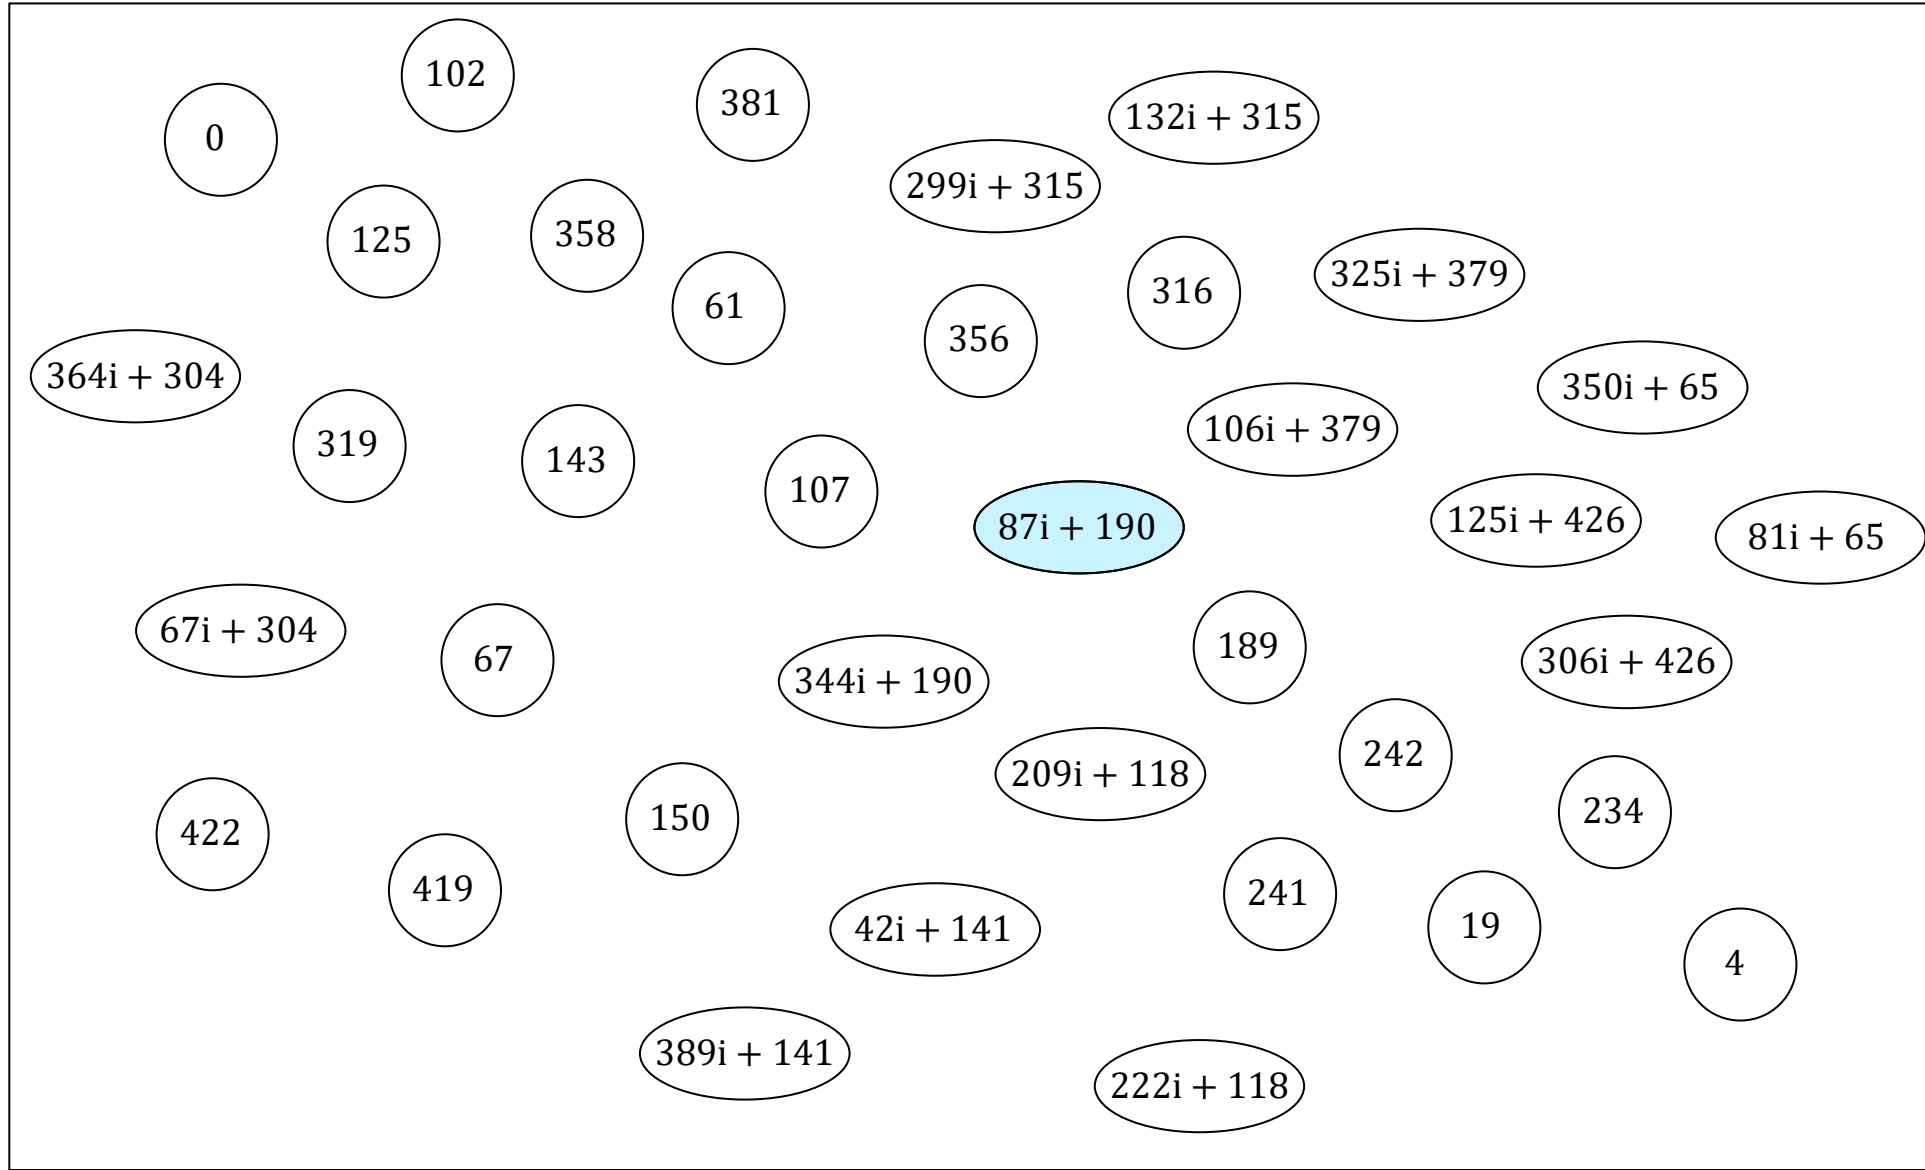 102
381
132i + 315
0
299i + 315
125
358
325i + 379
61
316
356
364i + 304
350i + 65
106i + 379
319
143
107
87i + 190
125i + 426
81i + 65
67i + 304
67
344i + 190
189
306i + 426
209i + 118
242
234
422
150
419
241
42i + 141
19
4
389i + 141
222i + 118